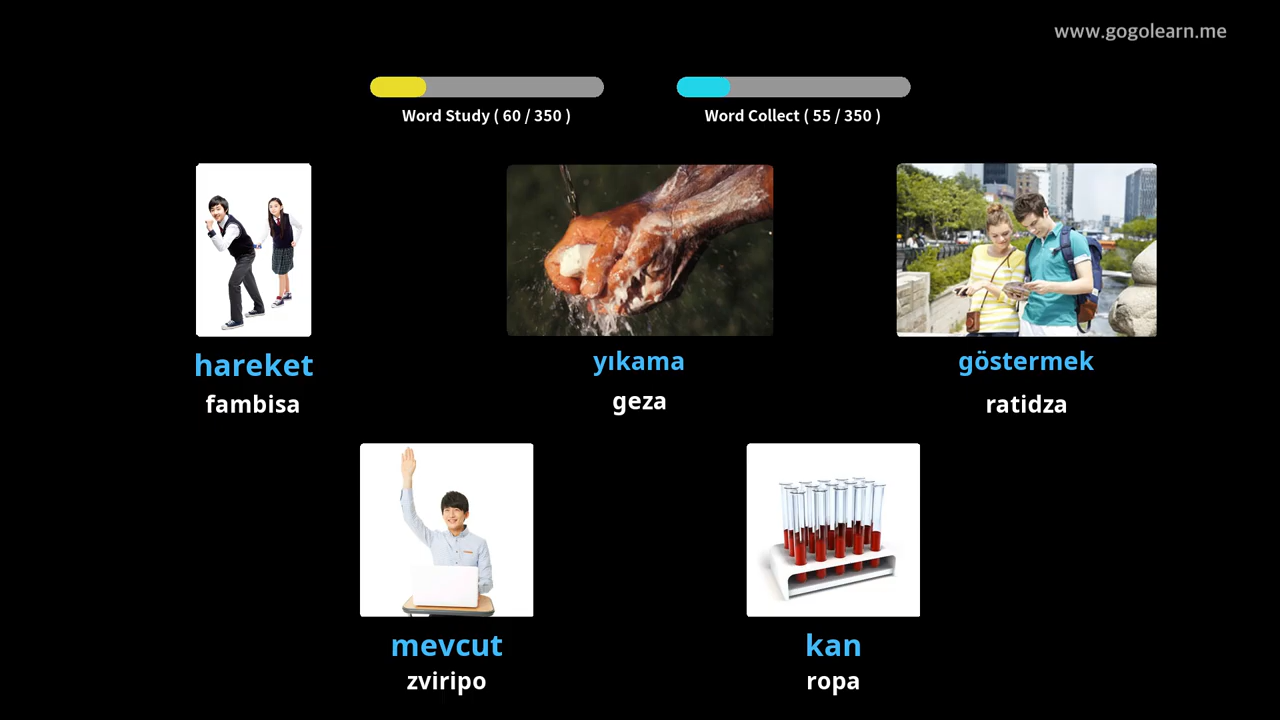 www.gogolearn.me
Word Study ( 60 / 350 )
Word Collect ( 55 / 350 )
hareket
fambisa
yıkama
geza
göstermek
ratidza
mevcut
zviripo
kan
ropa